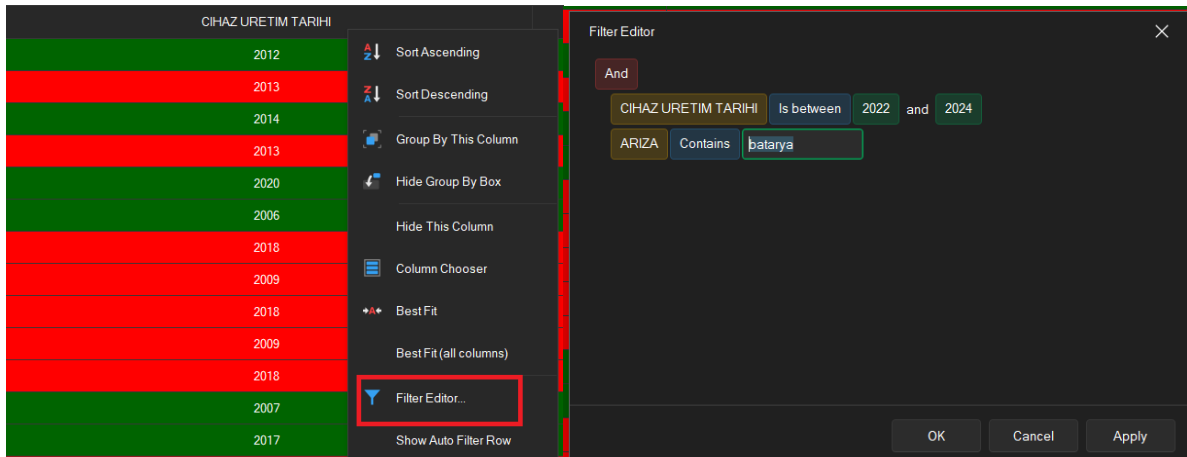 CIHAZ URETIM TARIHI
2012
2013
2014
2013
2020
2006
2018
2009
2018
2009
2018
2007
2017
Sort Ascending
Sort Descending
Group By This Column
Hide Group By Box
Hide This Column
Column Chooser
Best Fit
Best Fit (all columns)
Filter Editor...
Show Auto Filter Row
Filter Editor
And
CIHAZ URETIM TARIHI Is between 2022 and 2024
ARIZA Contains batarya
OK Cancel Apply